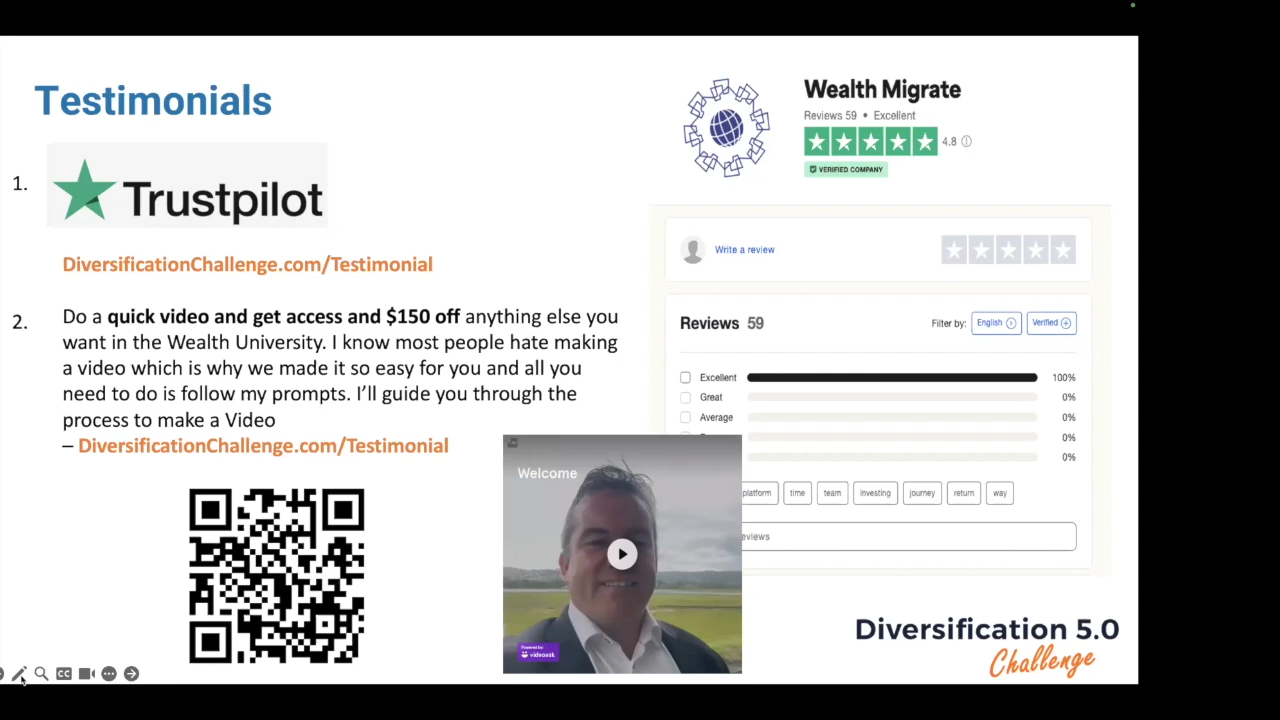 Testimonials
1.
Trustpilot
DiversificationChallenge.com/Testimonial
2.
Do a quick video and get access and $150 off anything else you
want in the Wealth University. I know most people hate making
a video which is why we made it so easy for you and all you
need to do is follow my prompts. I'll guide you through the
process to make a Video
– DiversificationChallenge.com/Testimonial
Wealth Migrate
Reviews 59 • Excellent
4.8
VERIFIED COMPANY
Write a review
Reviews 59
Filter by: English Verified
Excellent 100%
Great 0%
Average 0%
0%
0%
platform time team investing journey return way
eviews
Welcome
Powered by:
videoask
CC
Diversification 5.0
Challenge